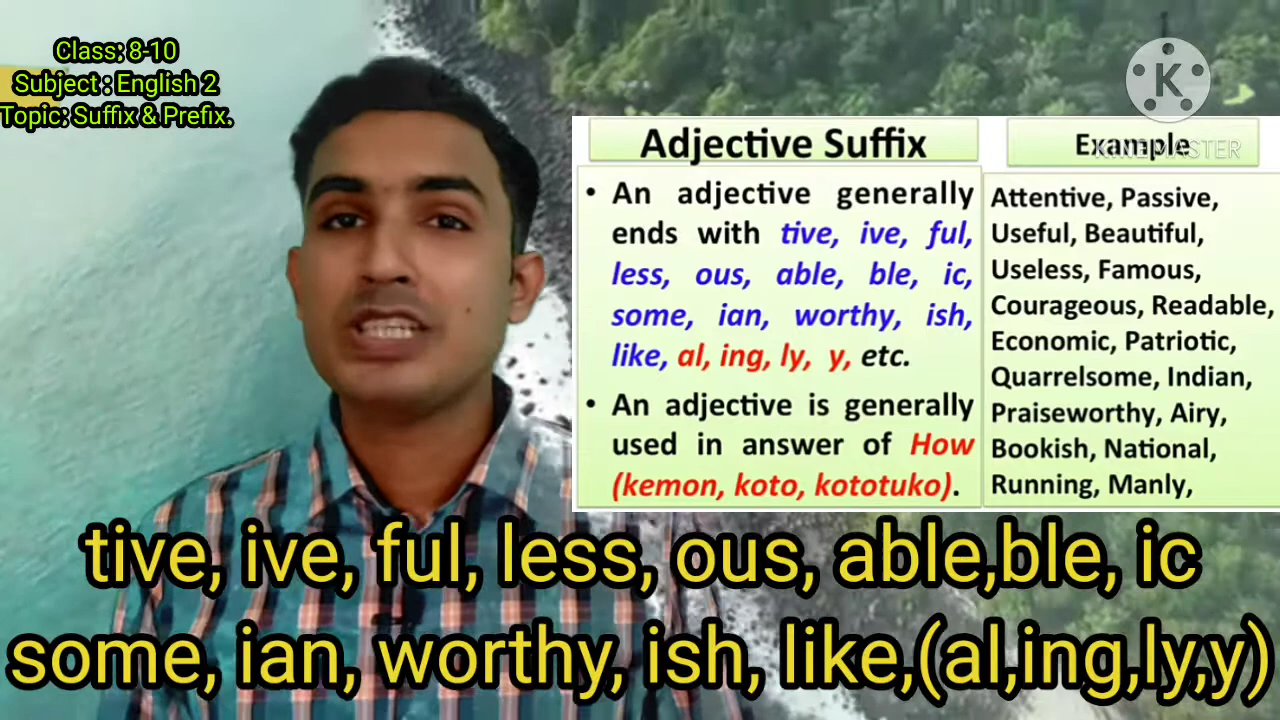 Class: 8-10
Subject : English 2
Topic: Suffix & Prefix.
K
KINEMASTER
Adjective Suffix
Example
• An adjective generally
ends with tive, ive, ful,
less, ous, able, ble, ic,
some, ian, worthy, ish,
like, al, ing, ly, y, etc.
• An adjective is generally
used in answer of How
(kemon, koto, kototuko).
Attentive, Passive,
Useful, Beautiful,
Useless, Famous,
Courageous, Readable,
Economic, Patriotic,
Quarrelsome, Indian,
Praiseworthy, Airy,
Bookish, National,
Running, Manly,
tive, ive, ful, less, ous, able,ble, ic
some, ian, worthy, ish, like,(al,ing,ly,y)